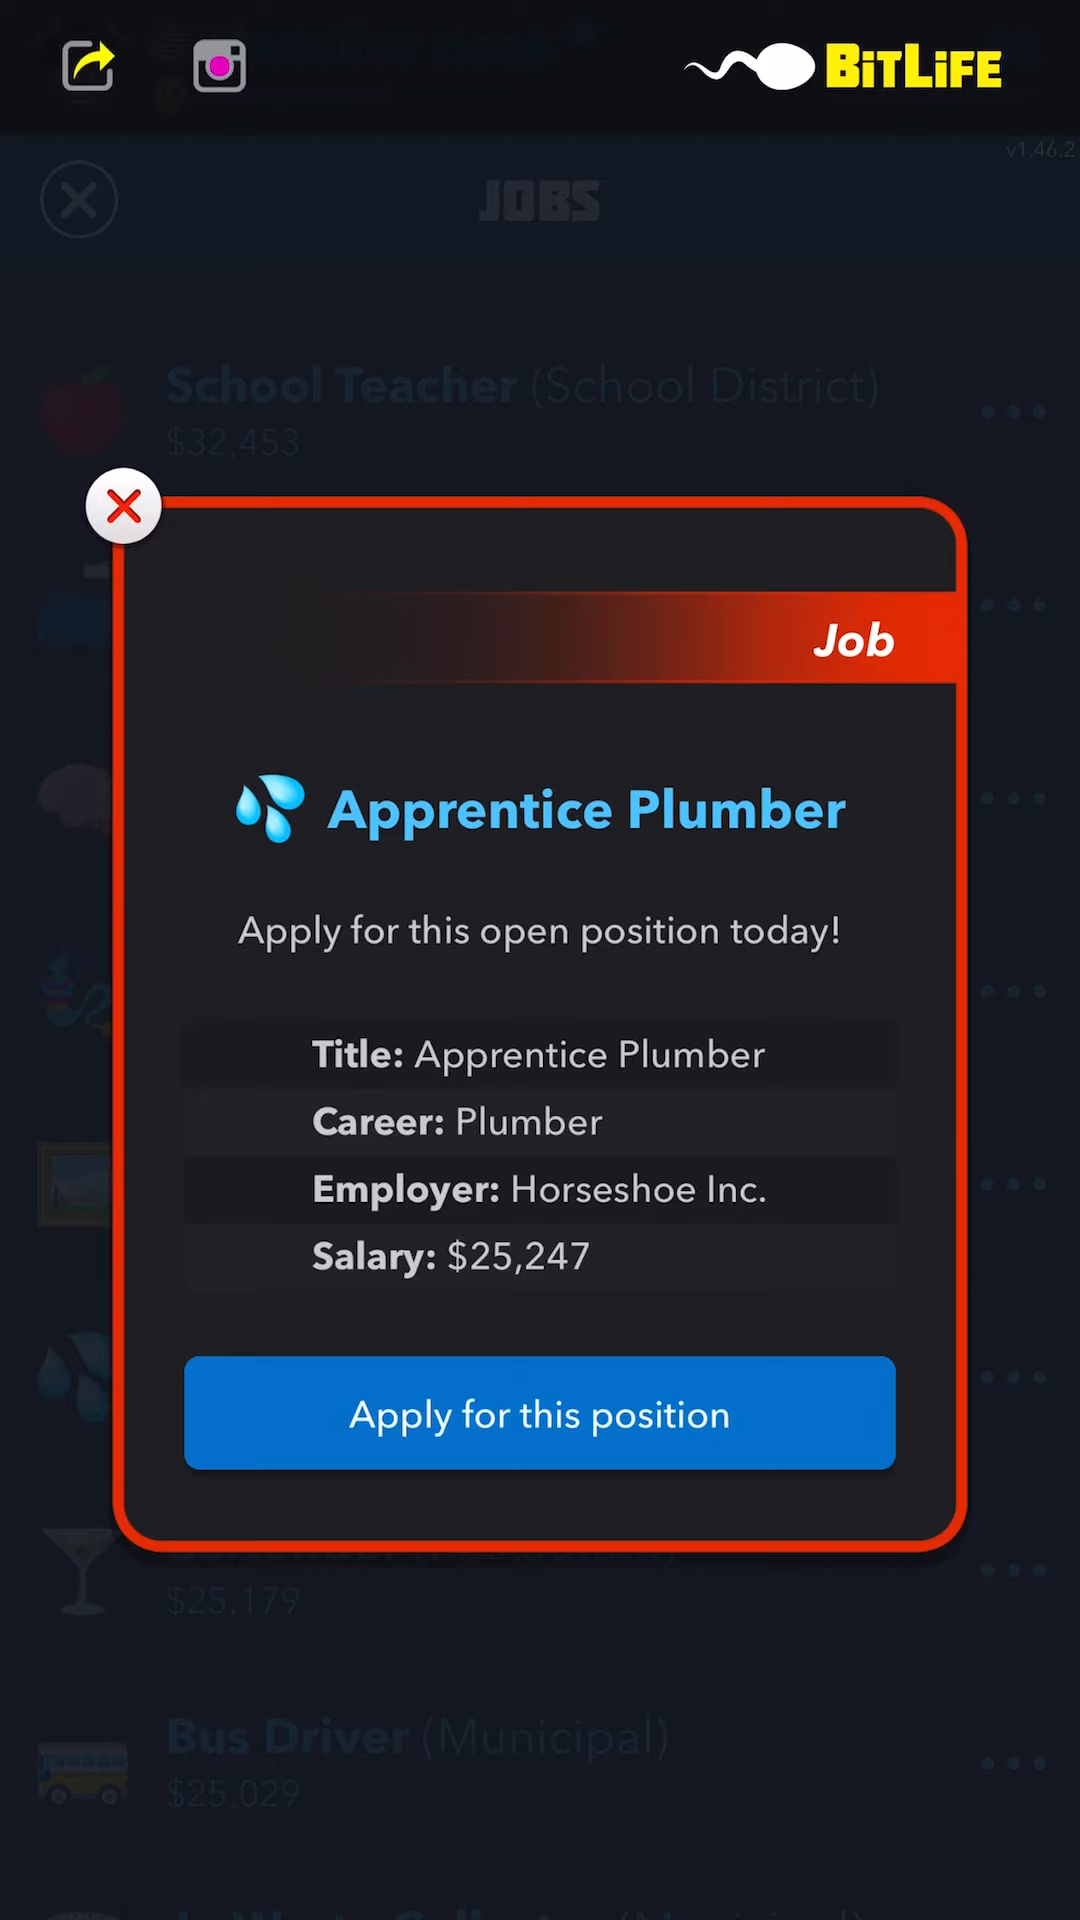 BitLife
v1.46.2
JOBS
School Teacher (School District)
$32,453
Job
Apprentice Plumber
Apply for this open position today!
Title: Apprentice Plumber
Career: Plumber
Employer: Horseshoe Inc.
Salary: $25,247
Apply for this position
$25,179
Bus Driver (Municipal)
$25,029